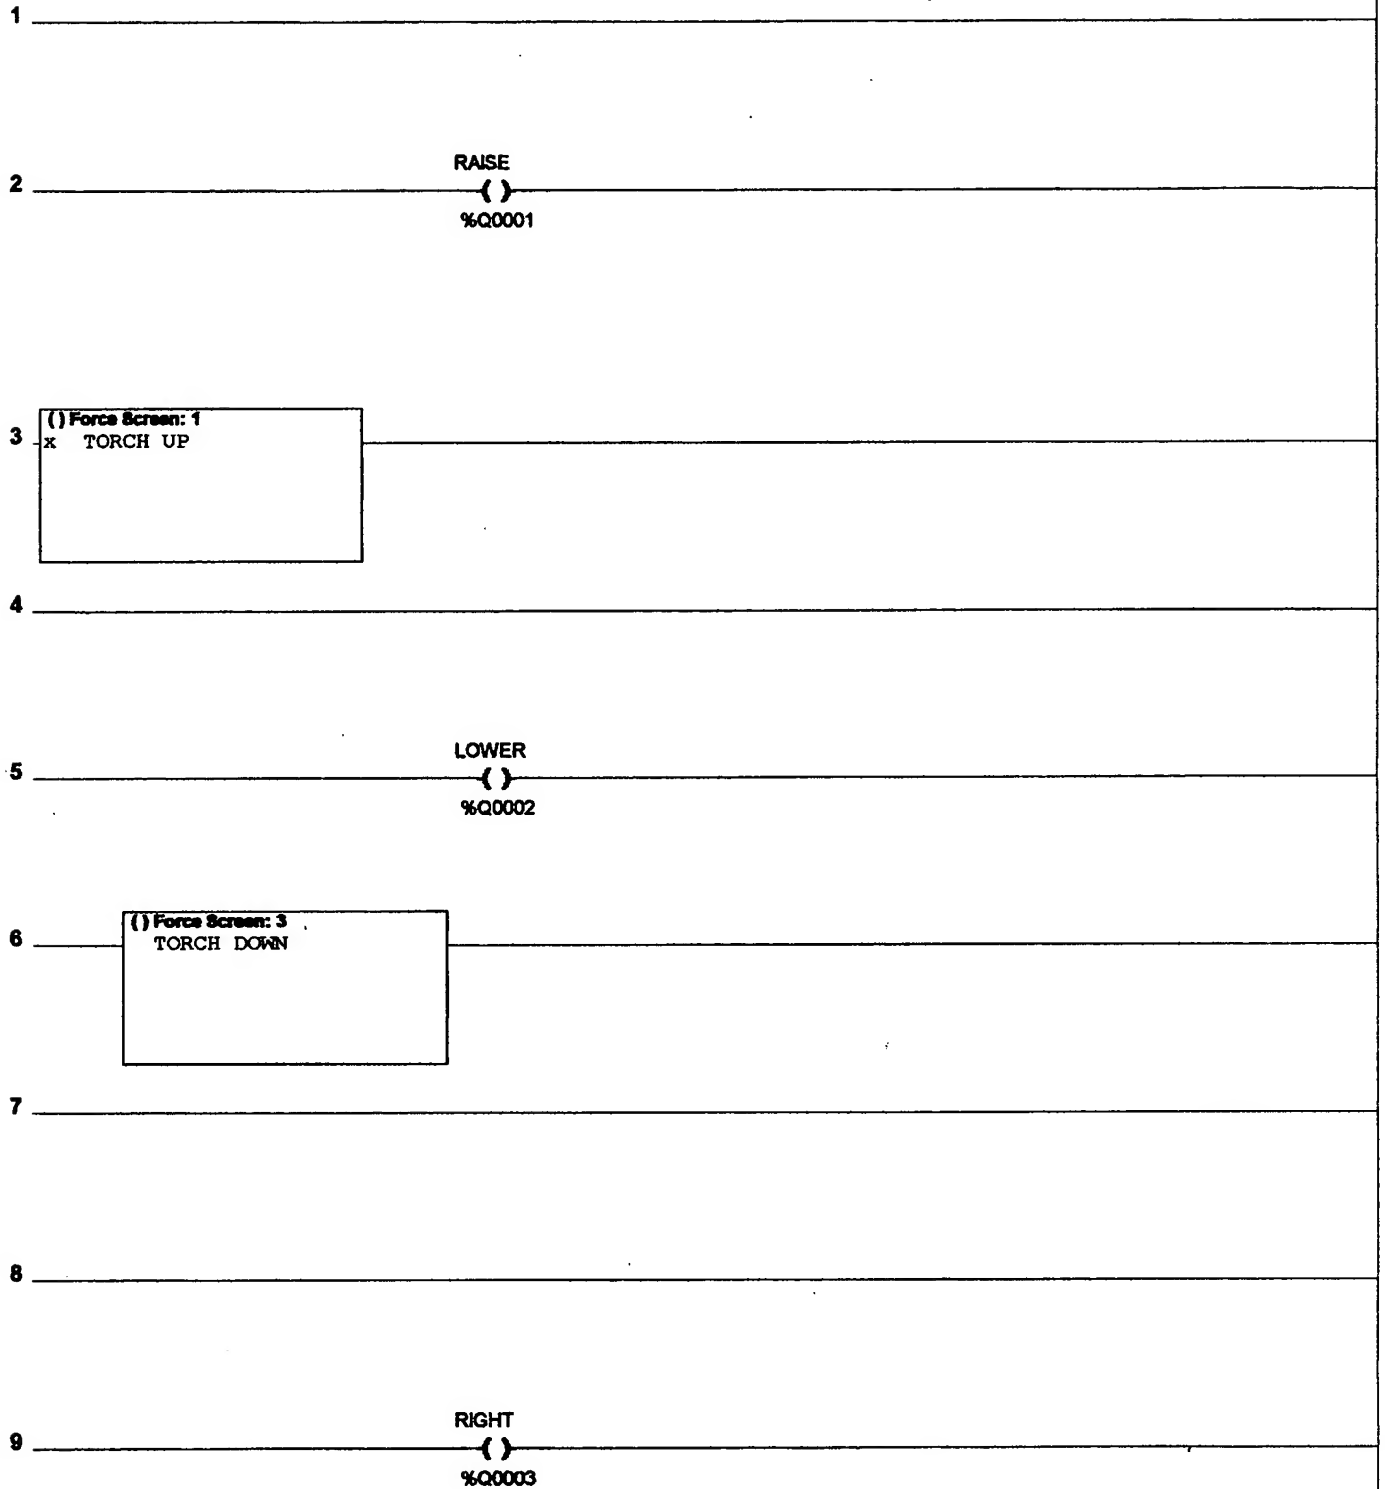 1
RAISE
2 ( )
%Q0001
( ) Force Screen: 1
3 x TORCH UP
4
LOWER
5 ( )
%Q0002
( ) Force Screen: 3
6 TORCH DOWN
7
8
RIGHT
9 ( )
%Q0003